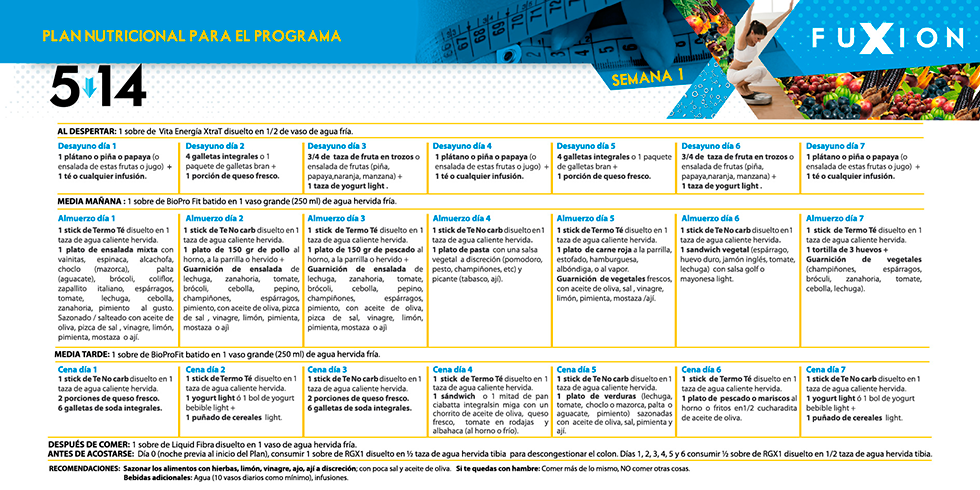 PLAN NUTRICIONAL PARA EL PROGRAMA
FUXION
SEMANA 1
5 14
AL DESPERTAR: 1 sobre de Vita Energía XtraT disuelto en 1/2 de vaso de agua fría.
Desayuno día 1
1 plátano o piña o papaya (o
ensalada de estas frutas o jugo) +
1 té o cualquier infusión.
Desayuno día 2
4 galletas integrales o 1
paquete de galletas bran +
1 porción de queso fresco.
Desayuno día 3
3/4 de taza de fruta en trozos o
ensalada de frutas (piña,
papaya,naranja, manzana) +
1 taza de yogurt light .
Desayuno día 4
1 plátano o piña o papaya (o
ensalada de estas frutas o jugo) +
1 té o cualquier infusión.
Desayuno día 5
4 galletas integrales o 1 paquete
de galletas bran +
1 porción de queso fresco.
Desayuno día 6
3/4 de taza de fruta en trozos o
ensalada de frutas (piña,
papaya,naranja, manzana) +
1 taza de yogurt light .
Desayuno día 7
1 plátano o piña o papaya (o
ensalada de estas frutas o jugo) +
1 té o cualquier infusión.
MEDIA MAÑANA : 1 sobre de BioPro Fit batido en 1 vaso grande (250 ml) de agua hervida fría.
Almuerzo día 1
1 stick de Termo Té disuelto en 1
taza de agua caliente hervida.
1 plato de ensalada mixta con
vainitas, espinaca, alcachofa,
choclo (mazorca), palta
(aguacate), brócoli, coliflor,
zapallito italiano, espárragos,
tomate, lechuga, cebolla,
zanahoria, pimiento al gusto.
Sazonado / salteado con aceite de
oliva, pizca de sal , vinagre, limón,
pimienta, mostaza o ají.
Almuerzo día 2
1 stick de Te No carb disuelto en 1
taza de agua caliente hervida.
1 plato de 150 gr de pollo al
horno, a la parrilla o hervido +
Guarnición de ensalada de
lechuga, zanahoria, tomate,
brócoli, cebolla, pepino,
champiñones, espárragos,
pimiento, con aceite de oliva, pizca
de sal , vinagre, limón, pimienta,
mostaza o ají
Almuerzo día 3
1 stick de Termo Té disuelto en 1
taza de agua caliente hervida.
1 plato de 150 gr de pescado al
horno, a la parrilla o hervido +
Guarnición de ensalada de
lechuga, zanahoria, tomate,
brócoli, cebolla, pepino,
champiñones, espárragos,
pimiento, con aceite de oliva,
pizca de sal, vinagre, limón,
pimienta, mostaza o ají
Almuerzo día 4
1 stick de Te No carb disuelto en1
taza de agua caliente hervida.
1 plato de pasta con una salsa
vegetal a discreción (pomodoro,
pesto, champiñones, etc) y
picante (tabasco, ají).
Almuerzo día 5
1 stick de Termo Té disuelto en 1
taza de agua caliente hervida.
1 plato de carne roja a la parrilla,
estofado, hamburguesa,
albóndiga, o al vapor.
Guarnición de vegetales frescos,
con aceite de oliva, sal , vinagre,
limón, pimienta, mostaza /ají.
Almuerzo día 6
1 stick de Te No carb disuelto en 1
taza de agua caliente hervida.
1 sandwich vegetal (espárrago,
huevo duro, jamón inglés, tomate,
lechuga) con salsa golf o
mayonesa light.
Almuerzo día 7
1 stick de Termo Té disuelto en 1
taza de agua caliente hervida.
1 tortilla de 3 huevos +
Guarnición de vegetales
(champiñones, espárragos,
bróculi, zanahoria, tomate,
cebolla, lechuga).
MEDIA TARDE: 1 sobre de BioProFit batido en 1 vaso grande (250 ml) de agua hervida fría.
Cena día 1
1 stick de Te No carb disuelto en 1
taza de agua caliente hervida.
2 porciones de queso fresco.
6 galletas de soda integrales.
Cena día 2
1 stick de Termo Té disuelto en 1
taza de agua caliente hervida.
1 yogurt light ó 1 bol de yogurt
bebible light +
1 puñado de cereales light.
Cena día 3
1 stick de Te No carb disuelto en 1
taza de agua caliente hervida.
2 porciones de queso fresco.
6 galletas de soda integrales.
Cena día 4
1 stick de Termo Té disuelto en 1
taza de agua caliente hervida.
1 sándwich o 1 mitad de pan
ciabatta integralsin miga con un
chorrito de aceite de oliva, queso
fresco, tomate en rodajas y
albahaca (al horno o frío).
Cena día 5
1 stick de Te No carb disuelto en 1
taza de agua caliente hervida.
1 plato de verduras (lechuga,
tomate, choclo o mazorca, palta o
aguacate, pimiento) sazonadas
con aceite de oliva, sal, pimienta y
ají.
Cena día 6
1 stick de Termo Té disuelto en 1
taza de agua caliente hervida.
1 plato de pescado o mariscos al
horno o fritos en1/2 cucharadita
de aceite de oliva.
Cena día 7
1 stick de Te No carb disuelto en 1
taza de agua caliente hervida.
1 yogurt light ó 1 bol de yogurt
bebible light +
1 puñado de cereales light.
DESPUÉS DE COMER: 1 sobre de Liquid Fibra disuelto en 1 vaso de agua hervida fría.
ANTES DE ACOSTARSE: Día 0 (noche previa al inicio del Plan), consumir 1 sobre de RGX1 disuelto en ½ taza de agua hervida tibia para descongestionar el colon. Días 1, 2, 3, 4, 5 y 6 consumir ½ sobre de RGX1 disuelto en 1/2 taza de agua hervida tibia.
RECOMENDACIONES: Sazonar los alimentos con hierbas, limón, vinagre, ajo, ají a discreción; con poca sal y aceite de oliva. Si te quedas con hambre: Comer más de lo mismo, NO comer otras cosas.
Bebidas adicionales: Agua (10 vasos diarios como mínimo), infusiones.